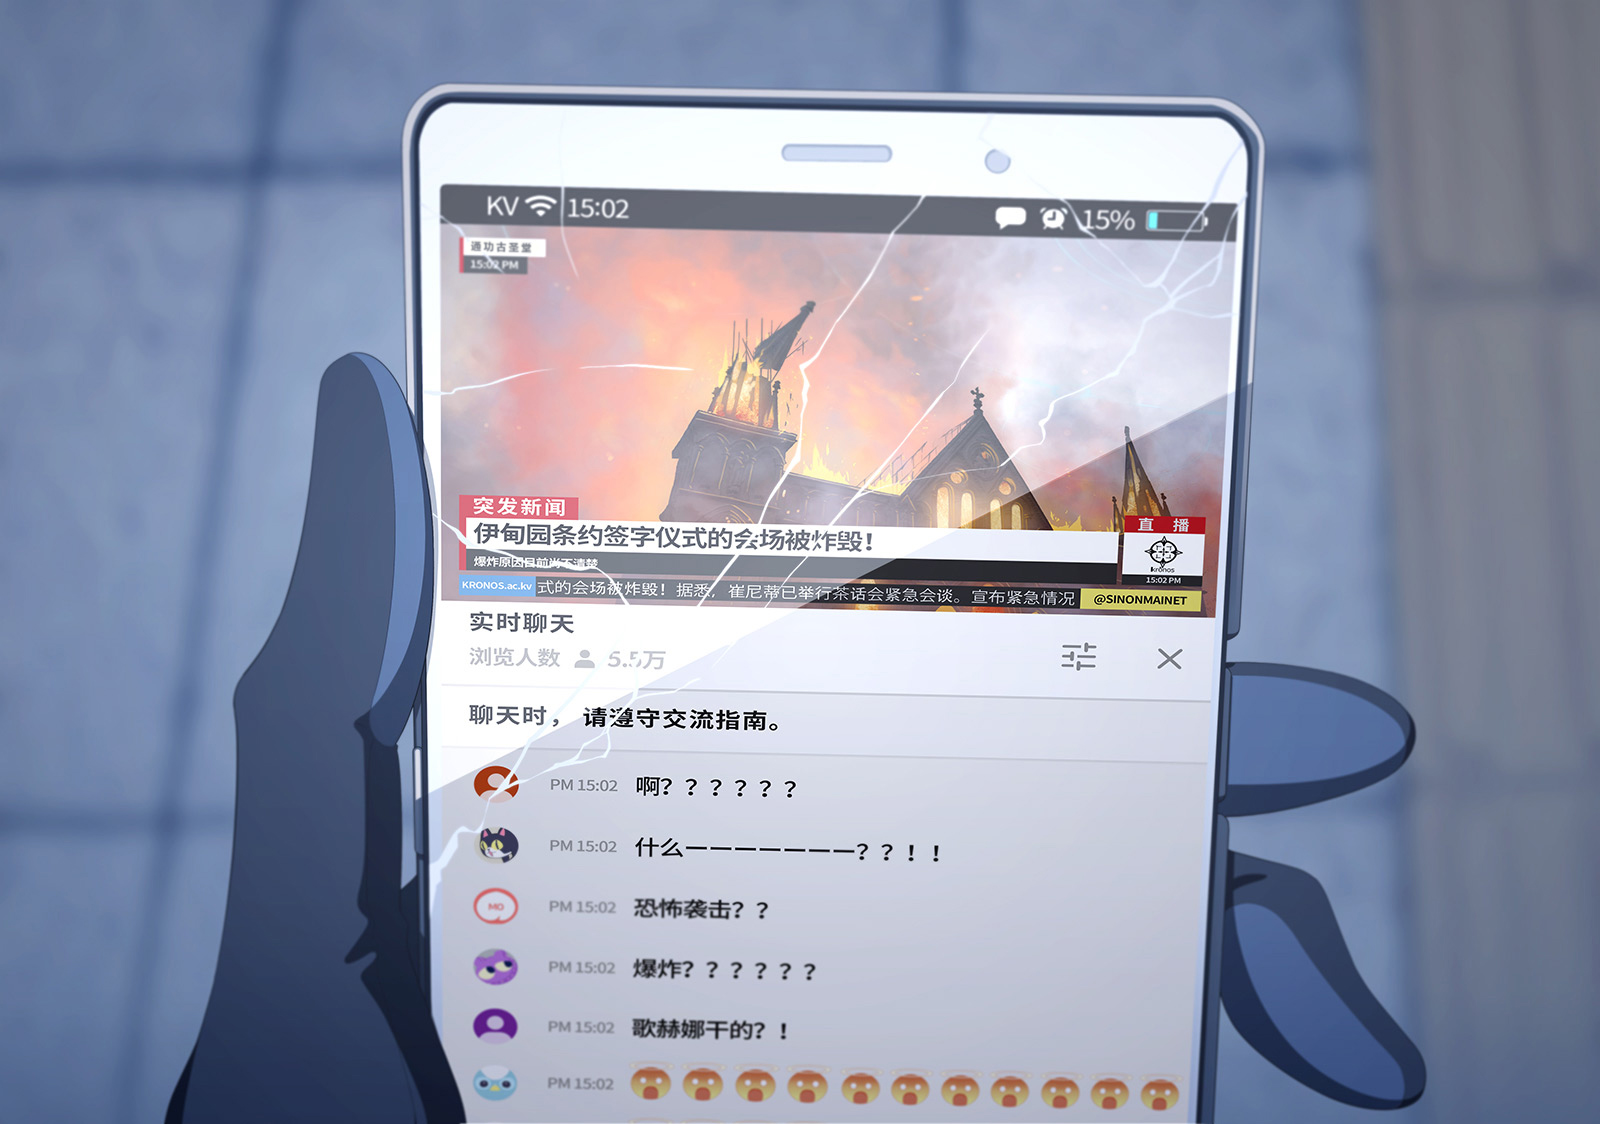 KV 15:02 15%
通功古圣堂
15:02 PM
突发新闻
伊甸园条约签字仪式的会场被炸毁！
爆炸原因目前尚不清楚
直 播
kronos
15:02 PM
KRONOS.ac.kv 式的会场被炸毁！据悉，崔尼蒂已举行茶话会紧急会谈。宣布紧急情况 @SINONMAINET
实时聊天
浏览人数 5.5万
聊天时，请遵守交流指南。
PM 15:02 啊？？？？？？
PM 15:02 什么ーーーーーーー？？！！
MO PM 15:02 恐怖袭击？？
PM 15:02 爆炸？？？？？？
PM 15:02 歌赫娜干的？！
PM 15:02